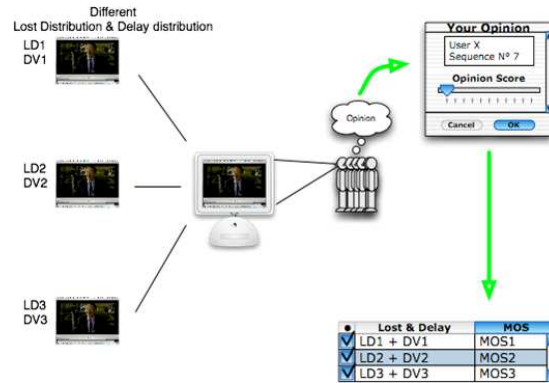 Different
Lost Distribution & Delay distribution
LD1
DV1
LD2
DV2
LD3
DV3
Opinion
Your Opinion
User X
Sequence Nº 7
Opinion Score
Cancel
OK
Lost & Delay MOS
LD1 + DV1 MOS1
LD2 + DV2 MOS2
LD3 + DV3 MOS3